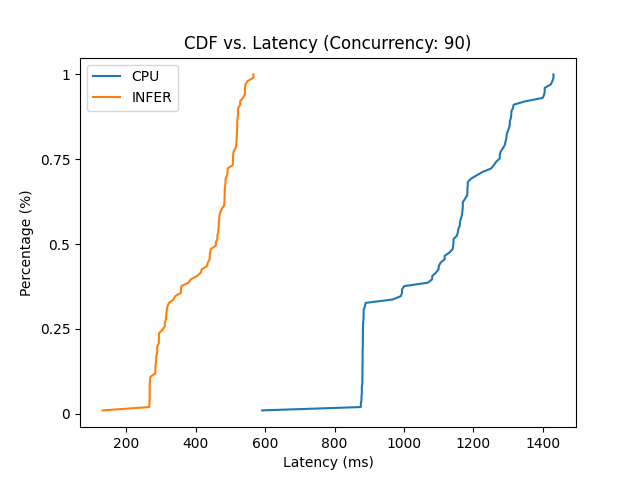 CDF vs. Latency (Concurrency: 90)
CPU
INFER
1
0.75
0.5
0.25
0
Percentage (%)
200 400 600 800 1000 1200 1400
Latency (ms)